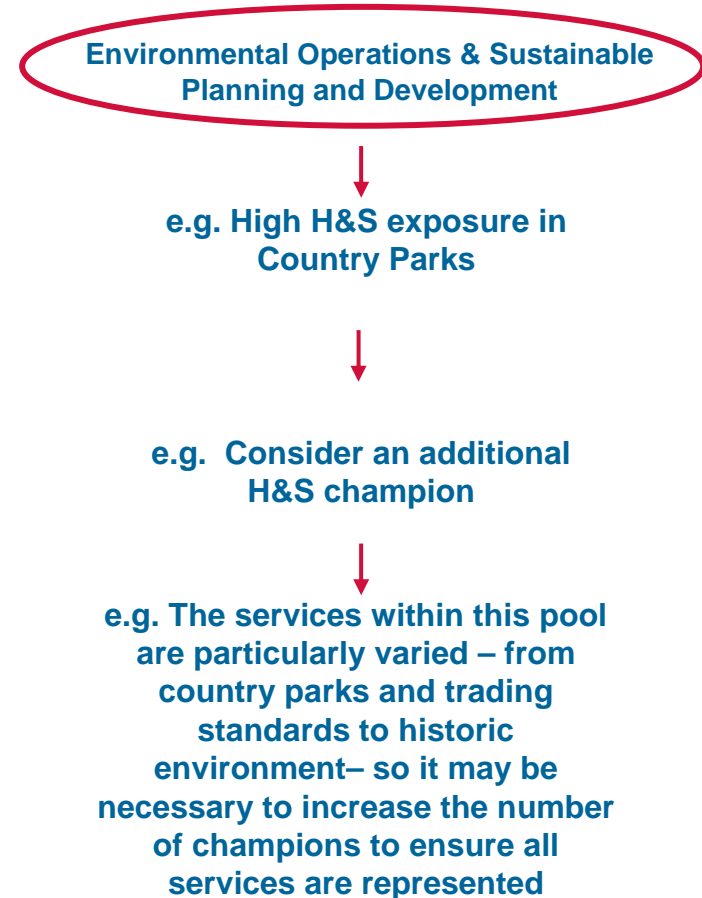 Environmental Operations & Sustainable
Planning and Development
e.g. High H&S exposure in
Country Parks
e.g. Consider an additional
H&S champion
e.g. The services within this pool
are particularly varied – from
country parks and trading
standards to historic
environment– so it may be
necessary to increase the number
of champions to ensure all
services are represented